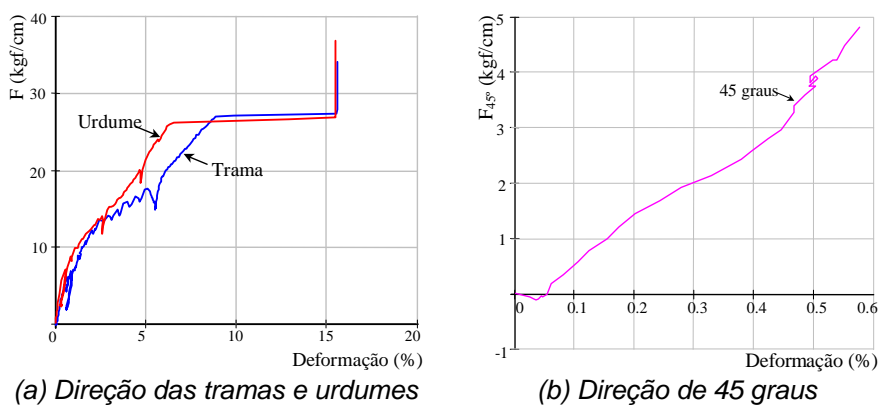 F (kgf/cm)
40
30
20
10
0
5
10
15
20
Urdume
Trama
Deformação (%)
(a) Direção das tramas e urdumes
F45º (kgf/cm)
5
4
3
2
1
0
-1
0.1
0.2
0.3
0.4
0.5
0.6
45 graus
Deformação (%)
(b) Direção de 45 graus